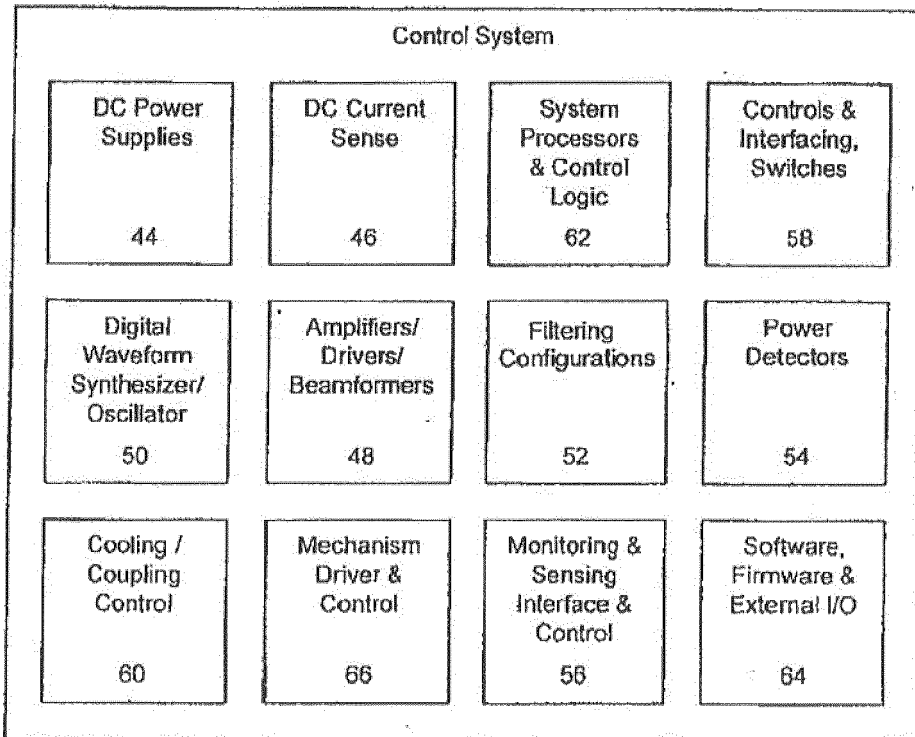 Control System
DC Power
Supplies
44
DC Current
Sense
46
System
Processors
& Control
Logic
62
Controls &
Interfacing,
Switches
58
Digital
Waveform
Synthesizer/
Oscillator
50
Amplifiers/
Drivers/
Beamformers
48
Filtering
Configurations
52
Power
Detectors
54
Cooling /
Coupling
Control
60
Mechanism
Driver &
Control
66
Monitoring &
Sensing
Interface &
Control
56
Software,
Firmware &
External I/O
64